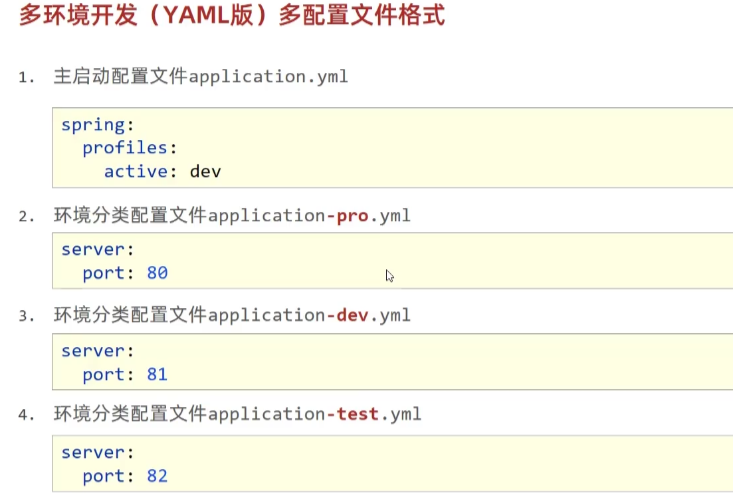 多环境开发（YAML版）多配置文件格式
1. 主启动配置文件application.yml
spring:
  profiles:
    active: dev
2. 环境分类配置文件application-pro.yml
server:
  port: 80
3. 环境分类配置文件application-dev.yml
server:
  port: 81
4. 环境分类配置文件application-test.yml
server:
  port: 82